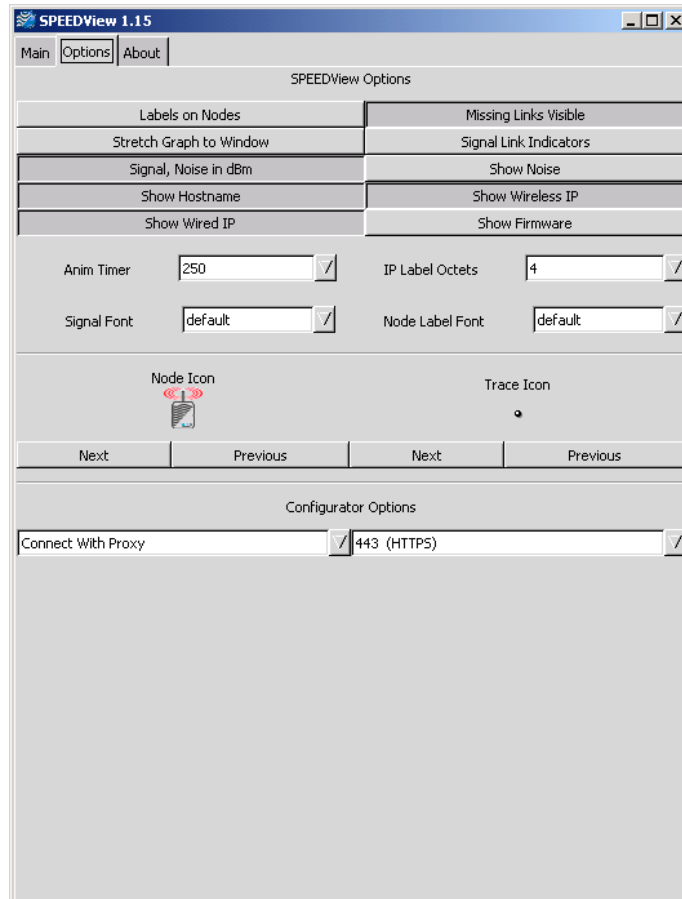 SPEEDView 1.15
Main Options About
SPEEDView Options
Labels on Nodes Missing Links Visible
Stretch Graph to Window Signal Link Indicators
Signal, Noise in dBm Show Noise
Show Hostname Show Wireless IP
Show Wired IP Show Firmware
Anim Timer 250 IP Label Octets 4
Signal Font default Node Label Font default
Node Icon Trace Icon
Next Previous Next Previous
Configurator Options
Connect With Proxy 443 (HTTPS)